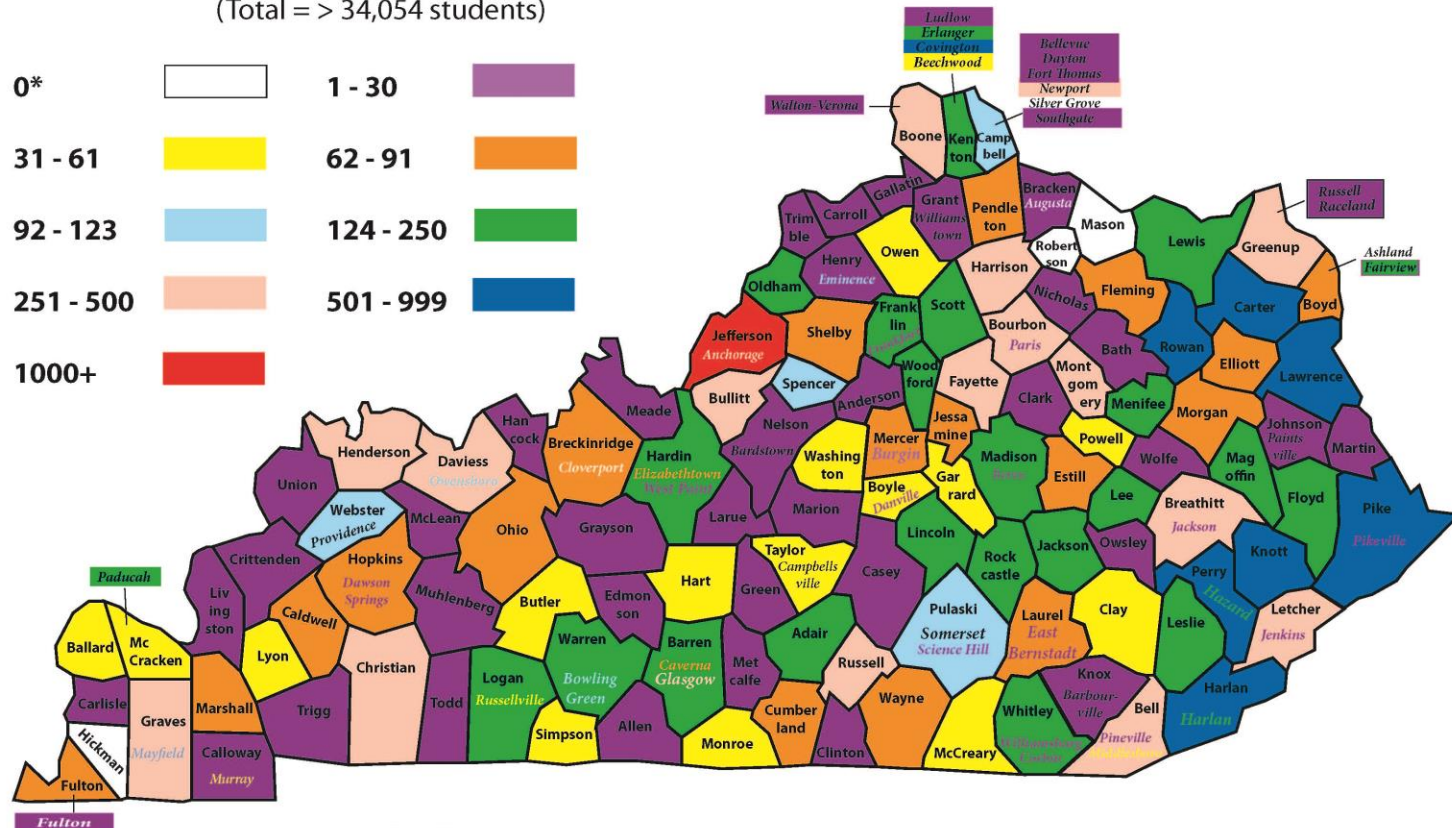 (Total = > 34,054 students)
0*
1 - 30
31 - 61
62 - 91
92 - 123
124 - 250
251 - 500
501 - 999
1000+
Ludlow
Erlanger
Covington
Beechwood
Bellevue
Dayton
Fort Thomas
Newport
Silver Grove
Southgate
Walton-Verona
Boone
Ken
ton
Camp
bell
Gallatin
Grant
Williams
town
Pendle
ton
Bracken
Augusta
Mason
Robert
son
Lewis
Greenup
Russell
Raceland
Ashland
Fairview
Trim
ble
Carroll
Owen
Henry
Eminence
Harrison
Oldham
Nicholas
Fleming
Carter
Boyd
Jefferson
Anchorage
Shelby
Frank
lin
Scott
Bourbon
Paris
Bath
Rowan
Elliott
Lawrence
Bullitt
Spencer
Anderson
Wood
ford
Fayette
Clark
Mont
gom
ery
Menifee
Morgan
Johnson
Paints
ville
Martin
Meade
Nelson
Bardstown
Washing
ton
Mercer
Burgin
Jessa
mine
Madison
Powell
Wolfe
Mag
offin
Floyd
Pike
Pikeville
Han
cock
Breckinridge
Cloverport
Hardin
Elizabethtown
West Point
Henderson
Daviess
Owensboro
Union
Webster
Providence
McLean
Ohio
Grayson
Larue
Marion
Boyle
Danville
Gar
rard
Estill
Lee
Breathitt
Jackson
Lincoln
Rock
castle
Jackson
Owsley
Perry
Hazard
Knott
Crittenden
Hopkins
Dawson
Springs
Muhlenberg
Butler
Edmon
son
Hart
Green
Taylor
Campbells
ville
Casey
Pulaski
Somerset
Science Hill
Laurel
East
Bernstadt
Clay
Leslie
Letcher
Jenkins
Paducah
Liv
ing
ston
Caldwell
Lyon
Ballard
Mc
Cracken
Christian
Warren
Bowling
Green
Barren
Caverna
Glasgow
Met
calfe
Adair
Russell
Wayne
Knox
Barbour-
ville
Harlan
Harlan
Carlisle
Graves
Mayfield
Marshall
Trigg
Todd
Logan
Russellville
Simpson
Allen
Monroe
Cumber
land
Clinton
McCreary
Whitley
Bell
Pineville
Hickman
Calloway
Murray
Fulton
Fulton